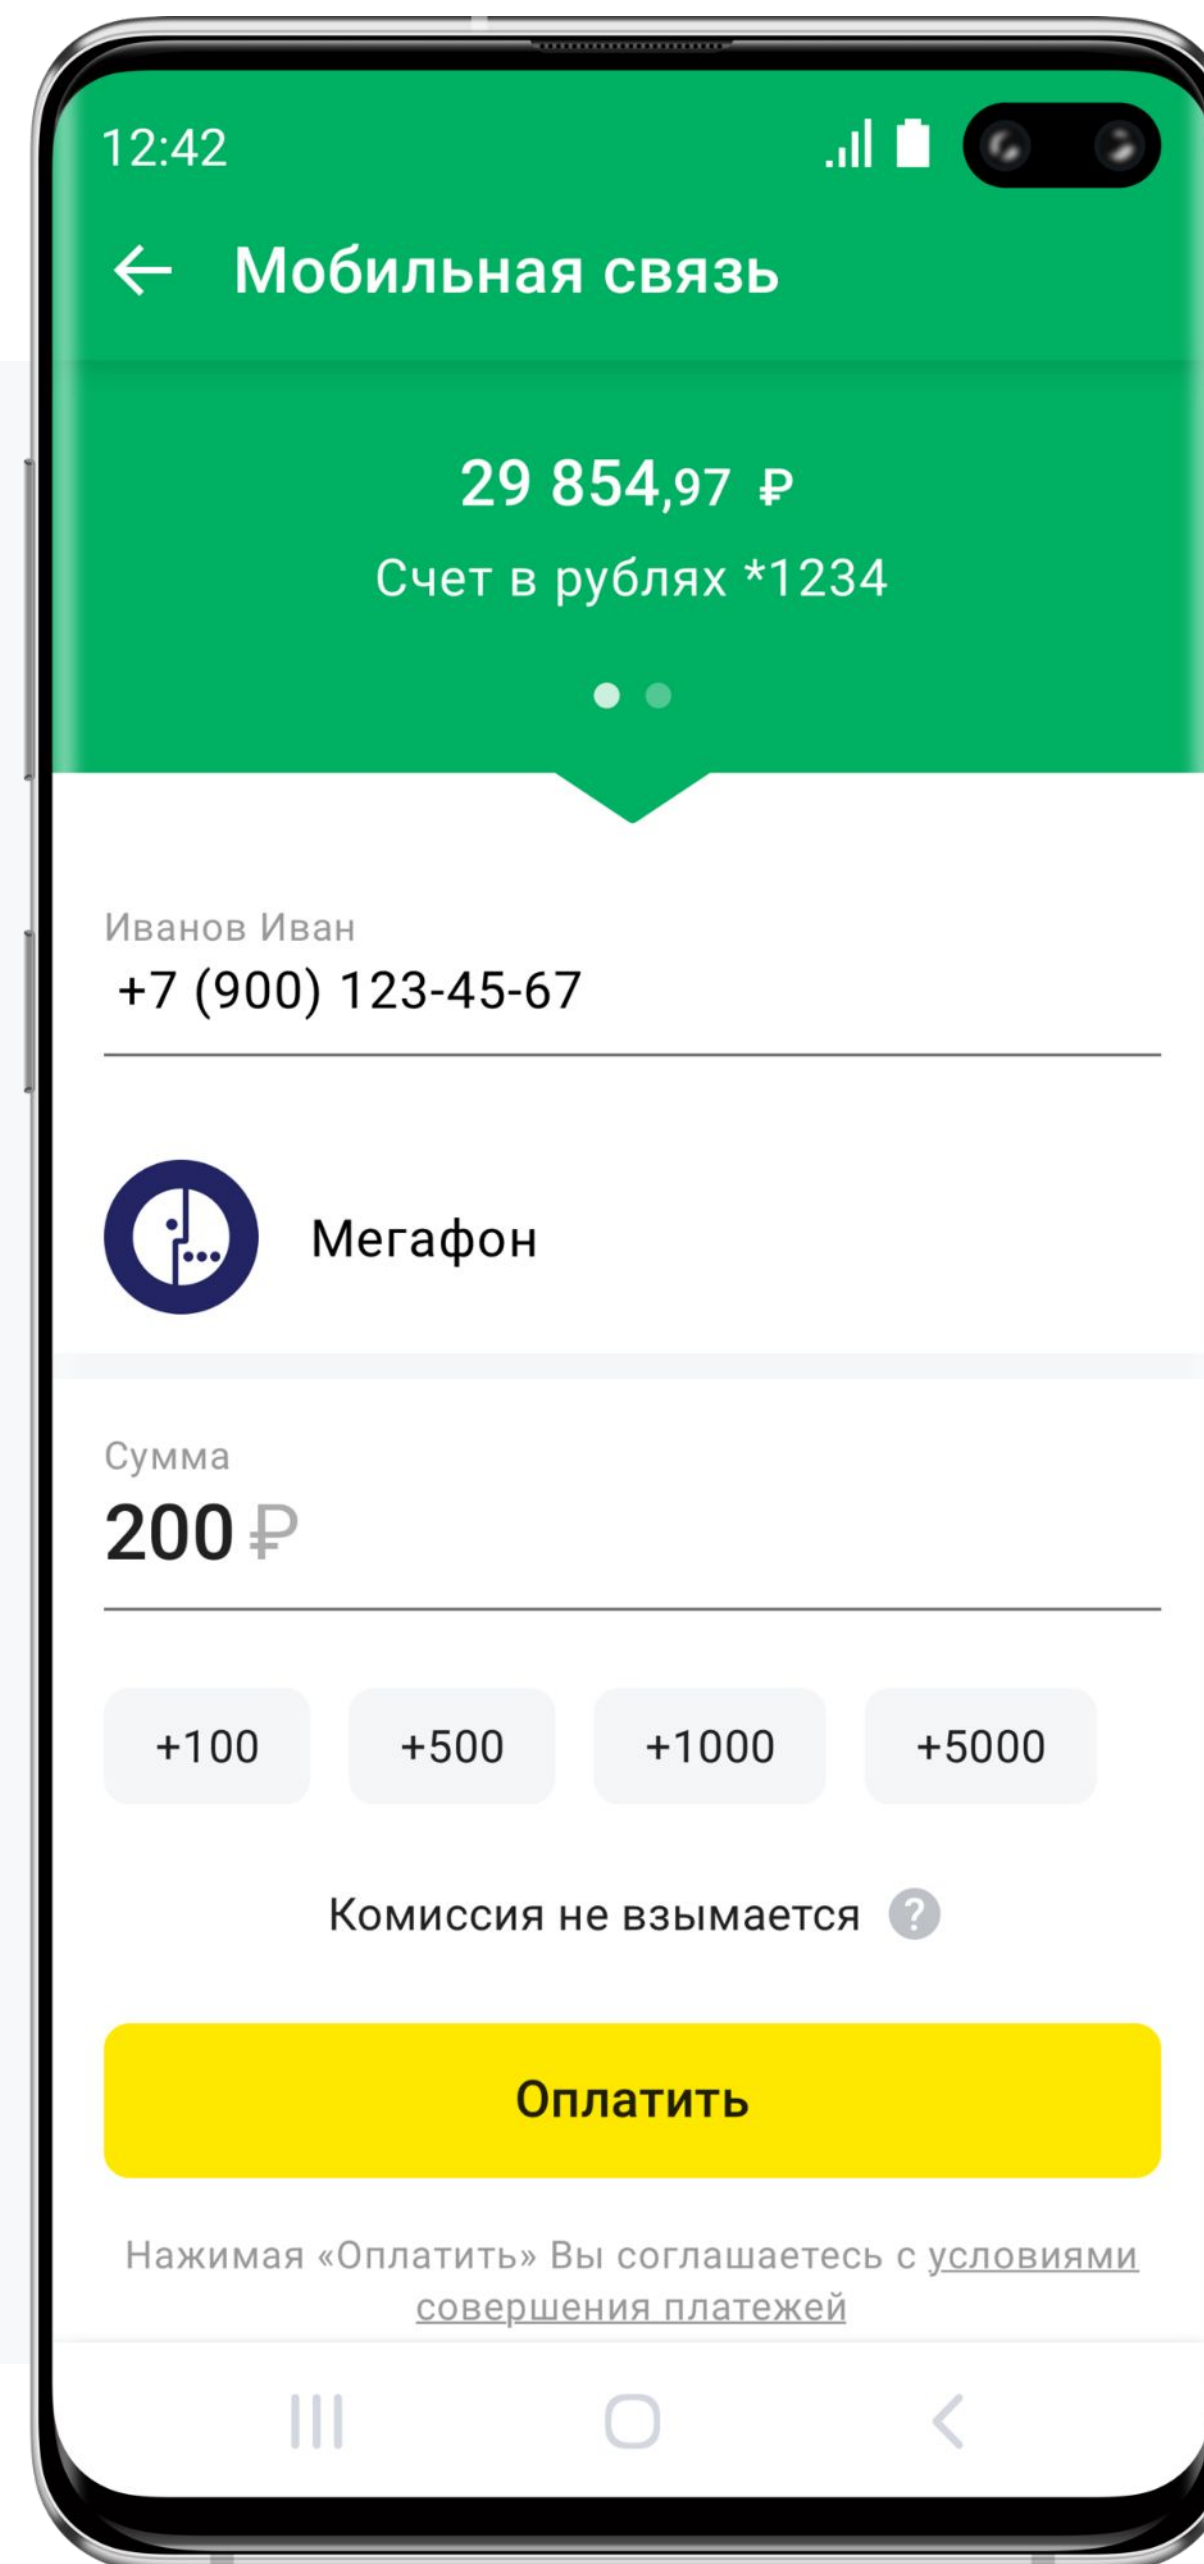 12:42
Мобильная связь
29 854,97 ₽
Счет в рублях *1234
Иванов Иван
+7 (900) 123-45-67
Мегафон
Сумма
200 ₽
+100 +500 +1000 +5000
Комиссия не взымается ?
Оплатить
Нажимая «Оплатить» Вы соглашаетесь с условиями
совершения платежей